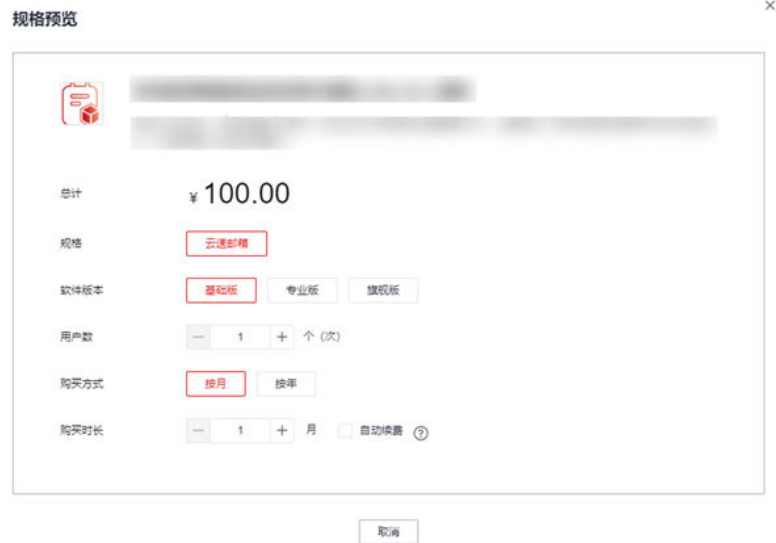 规格预览
总计 ¥ 100.00
规格 云速邮箱
软件版本 基础版 专业版 旗舰版
用户数 — 1 + 个 (次)
购买方式 按月 按年
购买时长 — 1 + 月 自动续费 ?
取消